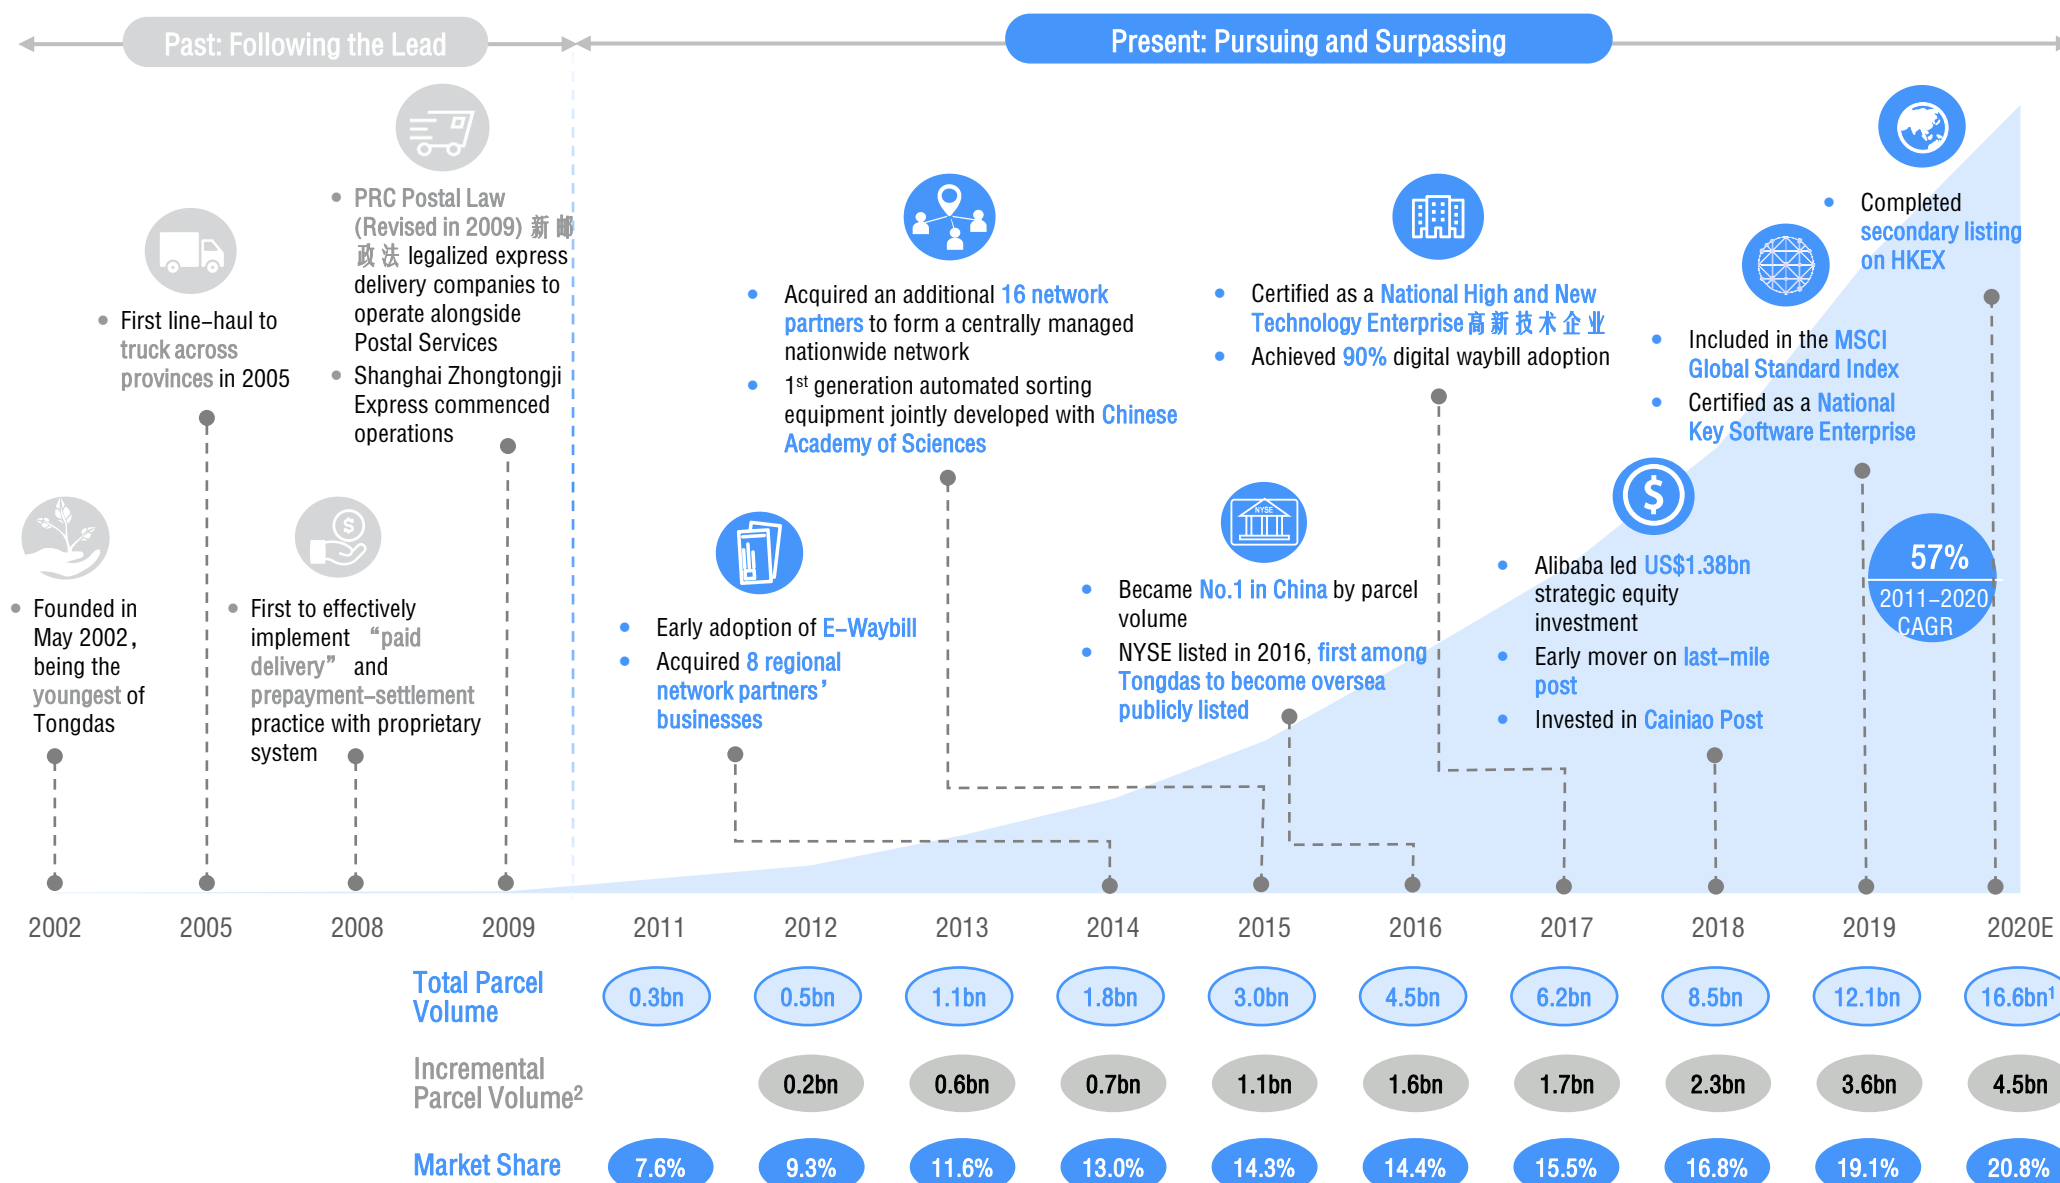 Past: Following the Lead
Present: Pursuing and Surpassing
• Founded in
May 2002,
being the
youngest of
Tongdas
• First line-haul to
truck across
provinces in 2005
• First to effectively
implement “paid
delivery” and
prepayment-settlement
practice with proprietary
system
• PRC Postal Law
(Revised in 2009) 新邮
政法 legalized express
delivery companies to
operate alongside
Postal Services
• Shanghai Zhongtongji
Express commenced
operations
• Early adoption of E-Waybill
• Acquired 8 regional
network partners’
businesses
• Acquired an additional 16 network
partners to form a centrally managed
nationwide network
• 1st generation automated sorting
equipment jointly developed with Chinese
Academy of Sciences
NYSE
• Became No.1 in China by parcel
volume
• NYSE listed in 2016, first among
Tongdas to become oversea
publicly listed
• Certified as a National High and New
Technology Enterprise 高新技术企业
• Achieved 90% digital waybill adoption
$
• Alibaba led US$1.38bn
strategic equity
investment
• Early mover on last-mile
post
• Invested in Cainiao Post
• Included in the MSCI
Global Standard Index
• Certified as a National
Key Software Enterprise
• Completed
secondary listing
on HKEX
57%
2011-2020
CAGR
2002 2005 2008 2009 2011 2012 2013 2014 2015 2016 2017 2018 2019 2020E
Total Parcel
Volume
0.3bn 0.5bn 1.1bn 1.8bn 3.0bn 4.5bn 6.2bn 8.5bn 12.1bn 16.6bn1
Incremental
Parcel Volume2
0.2bn 0.6bn 0.7bn 1.1bn 1.6bn 1.7bn 2.3bn 3.6bn 4.5bn
Market Share 7.6% 9.3% 11.6% 13.0% 14.3% 14.4% 15.5% 16.8% 19.1% 20.8%